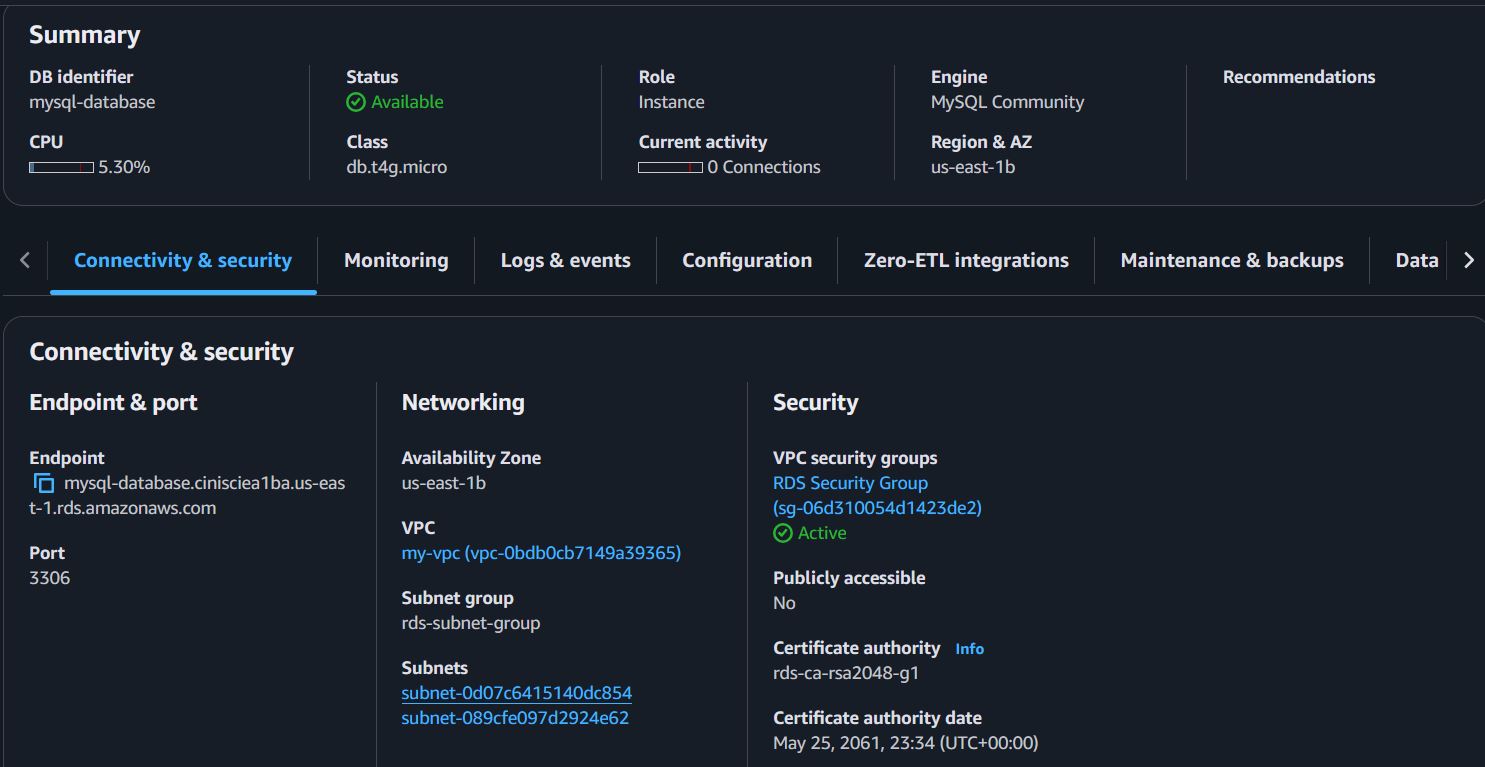 Summary
DB identifier
mysql-database
Status
Available
Role
Instance
Engine
MySQL Community
Recommendations
CPU
5.30%
Class
db.t4g.micro
Current activity
0 Connections
Region & AZ
us-east-1b
Connectivity & security
Monitoring
Logs & events
Configuration
Zero-ETL integrations
Maintenance & backups
Data
Connectivity & security
Endpoint & port
Endpoint
mysql-database.cinisciea1ba.us-eas
t-1.rds.amazonaws.com
Port
3306
Networking
Availability Zone
us-east-1b
VPC
my-vpc (vpc-0bdb0cb7149a39365)
Subnet group
rds-subnet-group
Subnets
subnet-0d07c6415140dc854
subnet-089cfe097d2924e62
Security
VPC security groups
RDS Security Group
(sg-06d310054d1423de2)
Active
Publicly accessible
No
Certificate authority Info
rds-ca-rsa2048-g1
Certificate authority date
May 25, 2061, 23:34 (UTC+00:00)